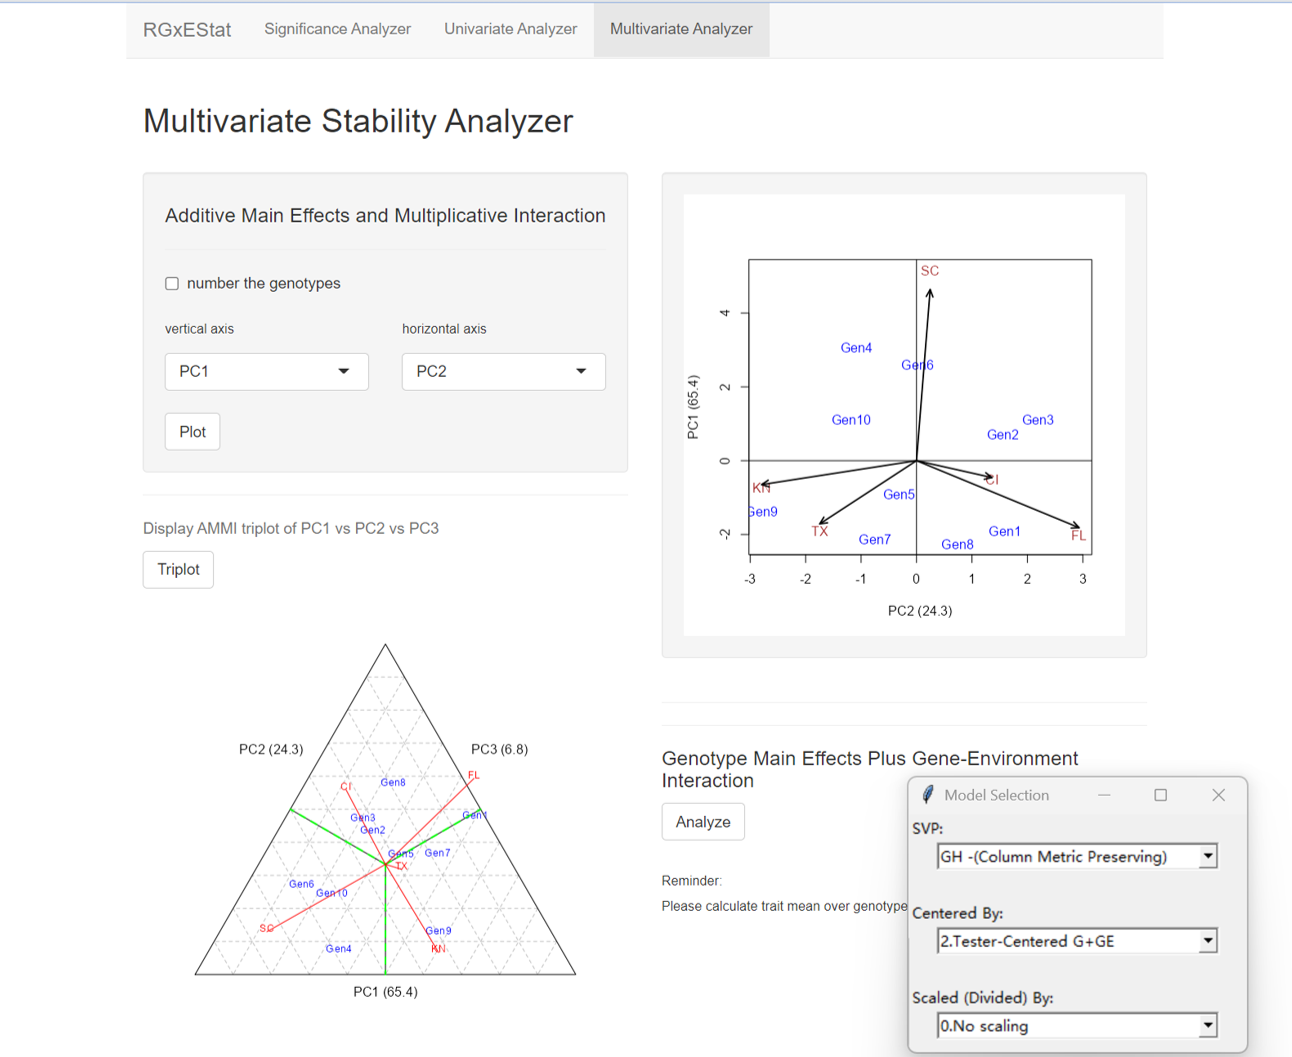 RGxEStat Significance Analyzer Univariate Analyzer Multivariate Analyzer
Multivariate Stability Analyzer
Additive Main Effects and Multiplicative Interaction
number the genotypes
vertical axis horizontal axis
PC1 PC2
Plot
Display AMMI triplot of PC1 vs PC2 vs PC3
Triplot
PC2 (24.3) PC3 (6.8)
FL
CI
Gen8
Gen3
Gen1
Gen2
Gen5
Gen7
TX
Gen6
Gen10
SC
Gen9
Gen4
KN
PC1 (65.4)
SC
4
Gen4
Gen6
2
PC1 (65.4)
Gen10
Gen3
Gen2
0
CI
KN
Gen5
Gen9
TX
Gen1
FL
-2
Gen7
Gen8
-3 -2 -1 0 1 2 3
PC2 (24.3)
Genotype Main Effects Plus Gene-Environment
Interaction
Analyze
Reminder:
Please calculate trait mean over genotype
Model Selection
SVP:
GH -(Column Metric Preserving)
Centered By:
2.Tester-Centered G+GE
Scaled (Divided) By:
0.No scaling